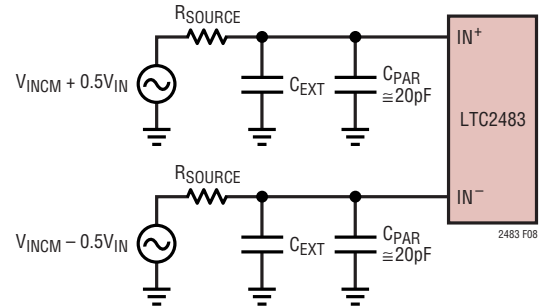 RSOURCE
IN+
VINCM + 0.5VIN
CEXT
CPAR
≅20pF
LTC2483
RSOURCE
IN−
VINCM – 0.5VIN
CEXT
CPAR
≅20pF
2483 F08